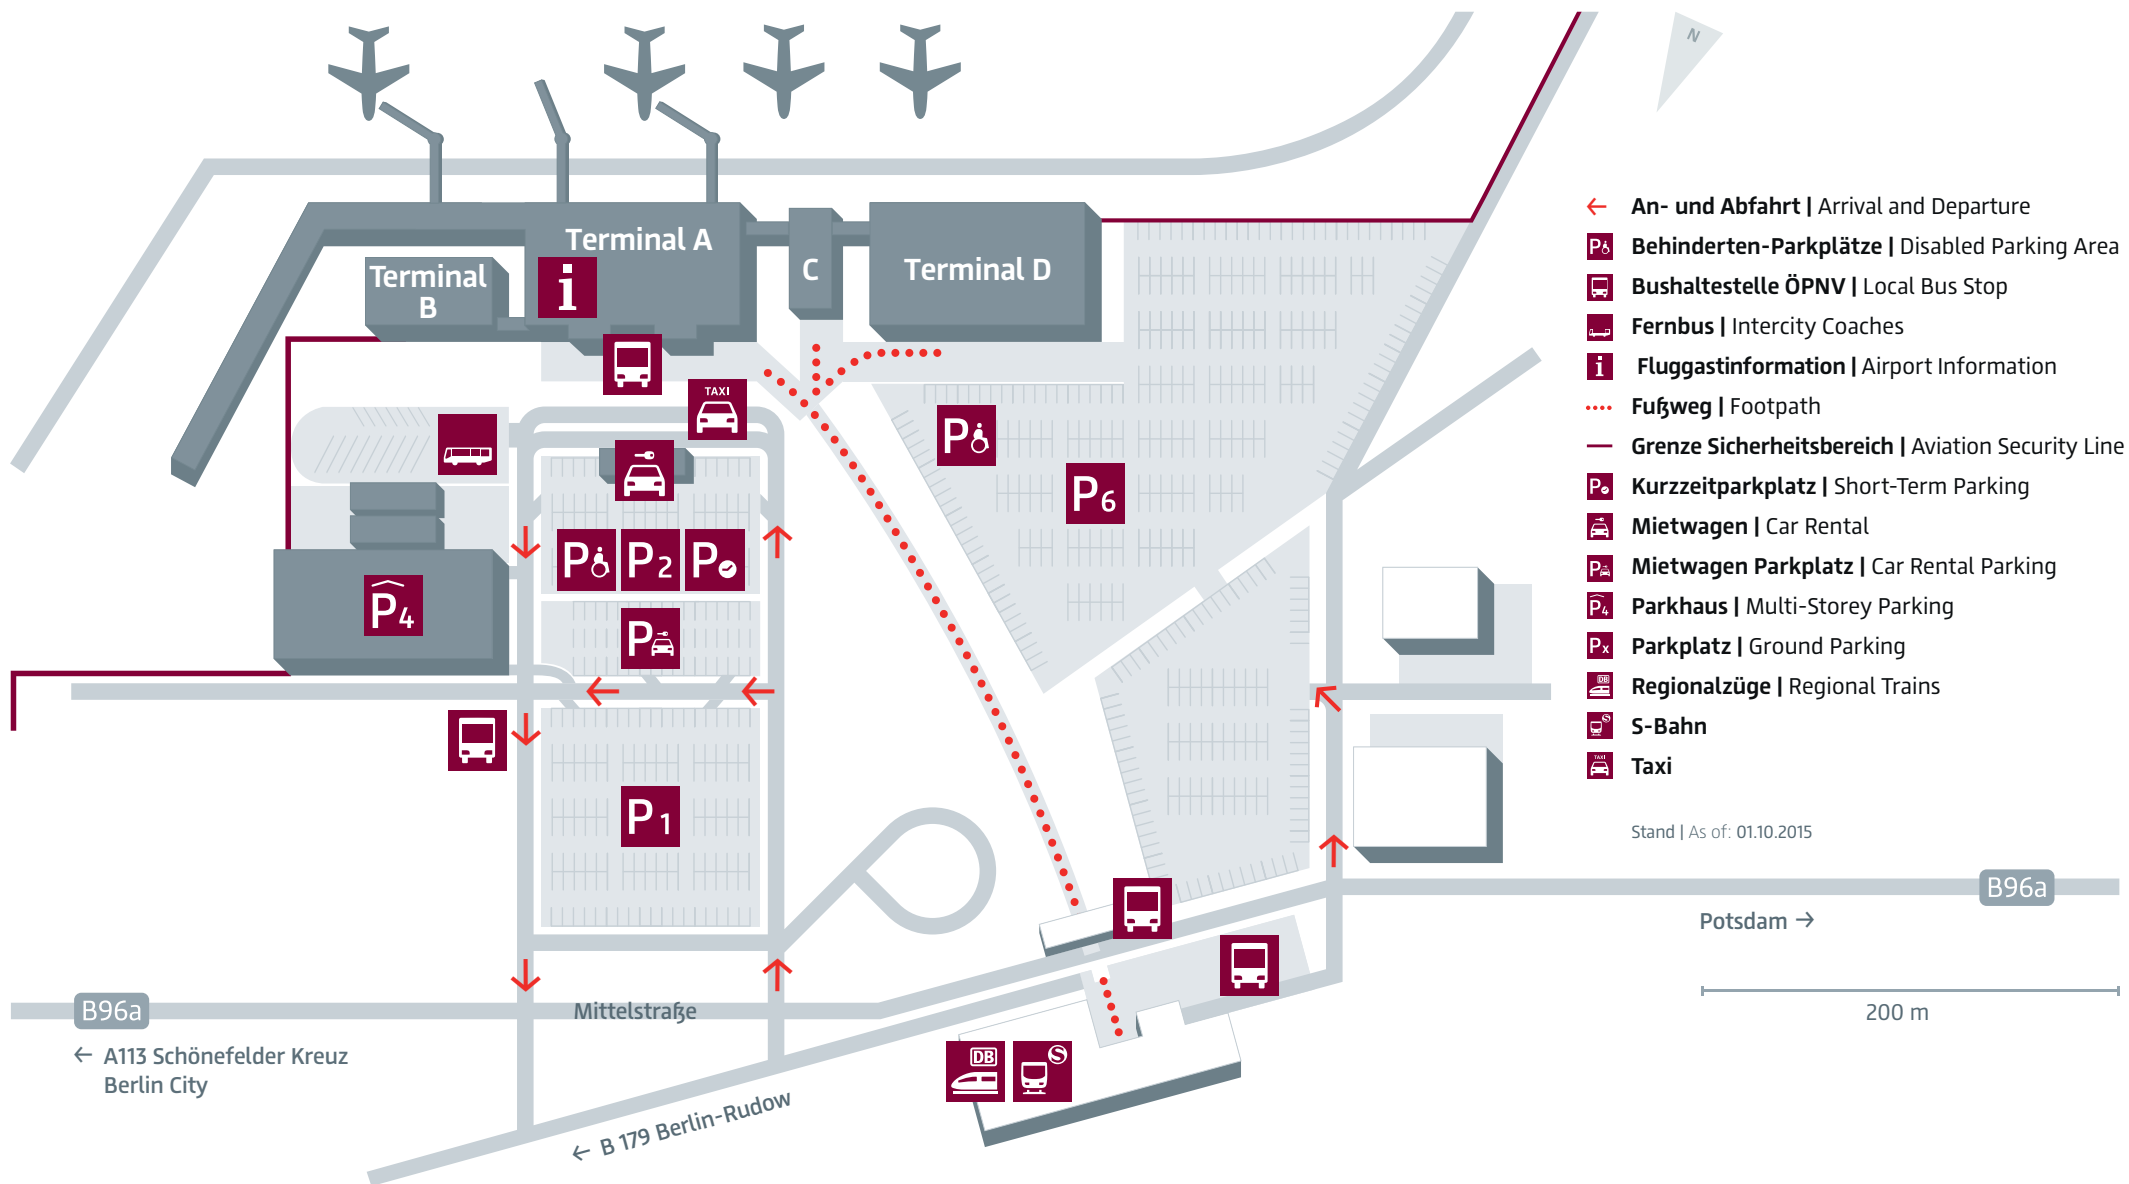 N
Terminal A
Terminal
B
i
C
Terminal D
TAXI
P
P6
P
P2
P
P4
P
P1
B96a
Mittelstraße
← A113 Schönefelder Kreuz
Berlin City
← B 179 Berlin-Rudow
DB
S
B96a
Potsdam →
200 m
An- und Abfahrt | Arrival and Departure
P Behinderten-Parkplätze | Disabled Parking Area
Bushaltestelle ÖPNV | Local Bus Stop
Fernbus | Intercity Coaches
i Fluggastinformation | Airport Information
Fußweg | Footpath
Grenze Sicherheitsbereich | Aviation Security Line
P Kurzzeitparkplatz | Short-Term Parking
Mietwagen | Car Rental
P Mietwagen Parkplatz | Car Rental Parking
P4 Parkhaus | Multi-Storey Parking
Px Parkplatz | Ground Parking
DB Regionalzüge | Regional Trains
S S-Bahn
TAXI Taxi
Stand | As of: 01.10.2015